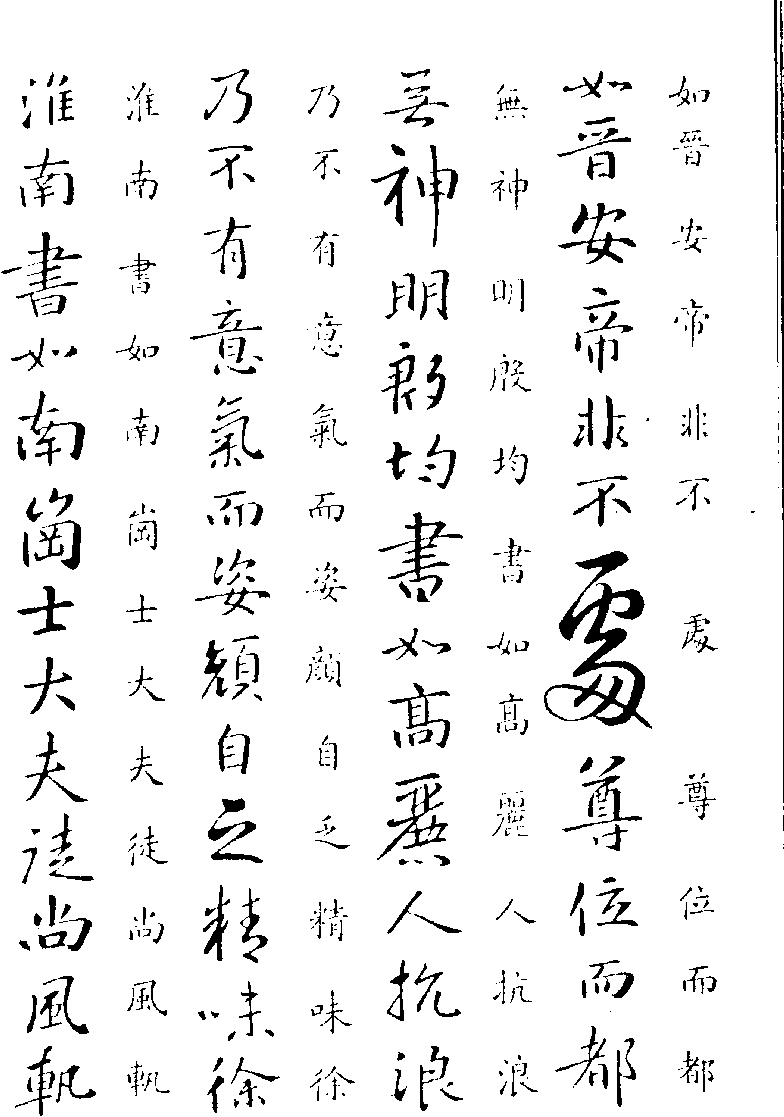 如晉安帝非不處尊位而都
如晉安帝非不處尊位而都
無神明殷均書如高麗人抗浪
無神明殷均書如高麗人抗浪
乃不有意氣而姿顏自乏精味徐
乃不有意氣而姿顏自乏精味徐
淮南書如南崗士大夫徒尚風軌
淮南書如南崗士大夫徒尚風軌